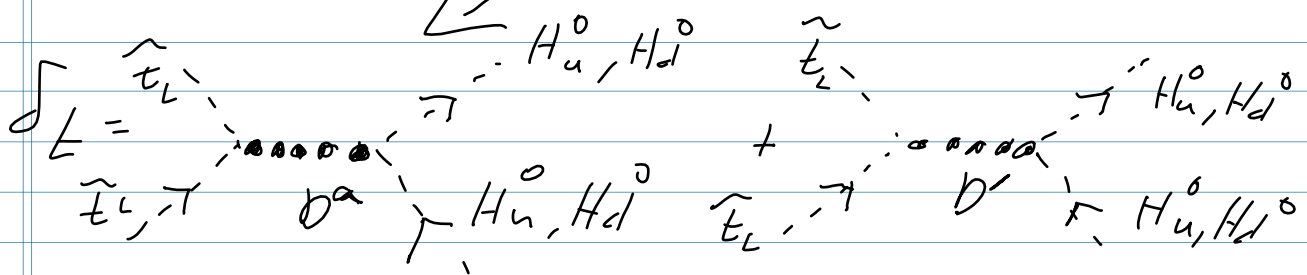 H_u^0, H_d^0
t̃_L
t̃_L
H_u^0, H_d^0
δL =
+
t̃_L
D^a
H_u^0, H_d^0
t̃_L
D'
H_u^0, H_d^0